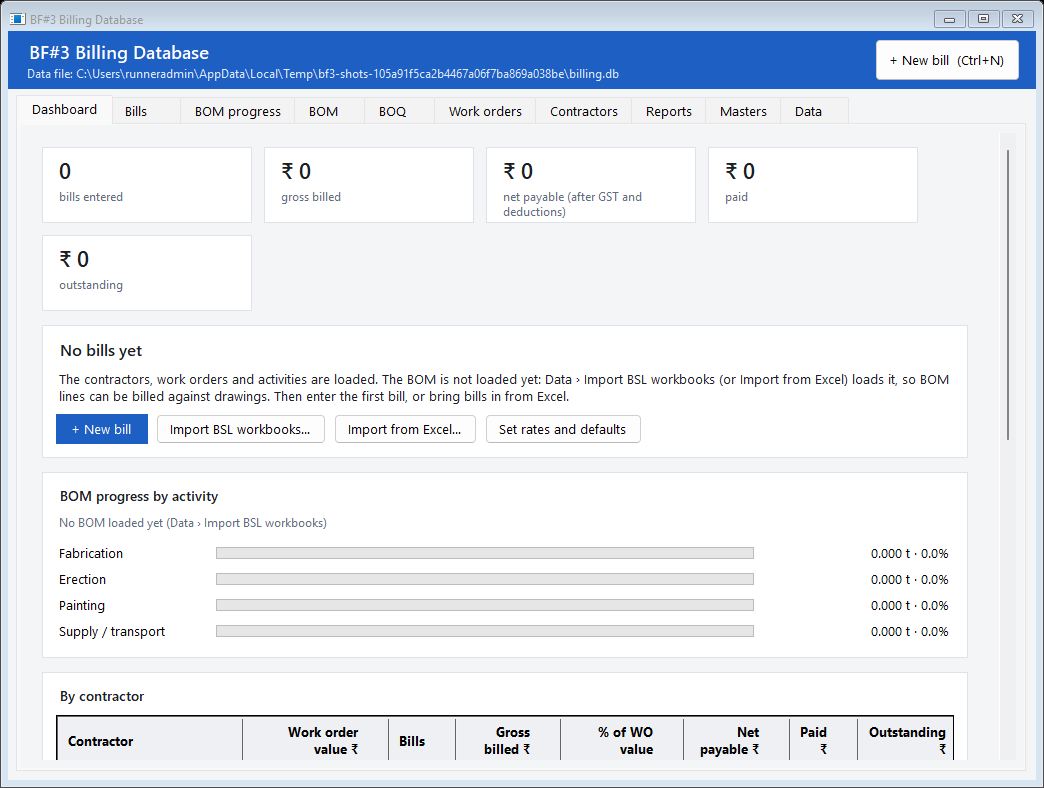 BF#3 Billing Database
BF#3 Billing Database
Data file: C:\Users\runneradmin\AppData\Local\Temp\bf3-shots-105a91f5ca2b4467a06f7ba869a038be\billing.db
+ New bill (Ctrl+N)
Dashboard Bills BOM progress BOM BOQ Work orders Contractors Reports Masters Data
0
bills entered
₹ 0
gross billed
₹ 0
net payable (after GST and
deductions)
₹ 0
paid
₹ 0
outstanding
No bills yet
The contractors, work orders and activities are loaded. The BOM is not loaded yet: Data › Import BSL workbooks (or Import from Excel) loads it, so BOM
lines can be billed against drawings. Then enter the first bill, or bring bills in from Excel.
+ New bill Import BSL workbooks... Import from Excel... Set rates and defaults
BOM progress by activity
No BOM loaded yet (Data › Import BSL workbooks)
Fabrication 0.000 t · 0.0%
Erection 0.000 t · 0.0%
Painting 0.000 t · 0.0%
Supply / transport 0.000 t · 0.0%
By contractor
Contractor
Work order
value ₹
Bills
Gross
billed ₹
% of WO
value
Net
payable ₹
Paid
₹
Outstanding
₹